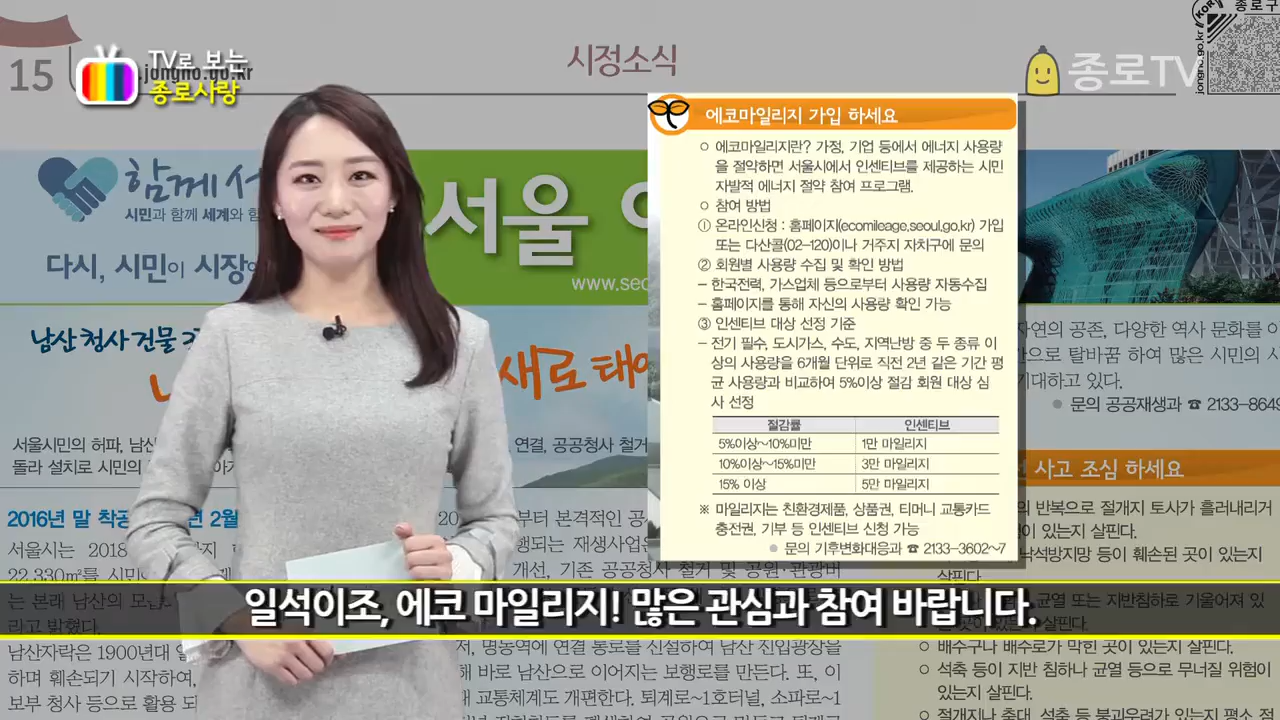 15
TV로 보는
종로사랑
jongno.go.kr
시정소식
종로TV
종로구
jongno.go.kr
함께 서
시민과 함께 세계와 함
다시, 시민이 시장
서울
www.seo
남산 청사 건물
새로 태어
서울시민의 허파, 남산
연결, 공공청사 철거
돌라 설치로 시민의
2016년 말 착공
년 2월
서울시는 2018
22,330㎡를 시민
는 본래 남산의 모습
라고 밝혔다.
남산자락은 1900년대
하며 훼손되기 시작하여,
보부 청사 등으로 활용 되
부터 본격적인 공
행되는 재생사업은
개선, 기존 공공청사 철거 및 공원·관광버
저, 명동역에 연결 통로를 신설하여 남산 진입광장을
해 바로 남산으로 이어지는 보행로를 만든다. 또, 이
대 교통체계도 개편한다. 퇴계로~1호터널, 소파로~1
에코마일리지 가입 하세요
○ 에코마일리지란? 가정, 기업 등에서 에너지 사용량
을 절약하면 서울시에서 인센티브를 제공하는 시민
자발적 에너지 절약 참여 프로그램.
○ 참여 방법
① 온라인신청 : 홈페이지(ecomileage.seoul.go.kr) 가입
또는 다산콜(02-120)이나 거주지 자치구에 문의
② 회원별 사용량 수집 및 확인 방법
- 한국전력, 가스업체 등으로부터 사용량 자동수집
- 홈페이지를 통해 자신의 사용량 확인 가능
③ 인센티브 대상 선정 기준
- 전기 필수, 도시가스, 수도, 지역난방 중 두 종류 이
상의 사용량을 6개월 단위로 직전 2년 같은 기간 평
균 사용량과 비교하여 5%이상 절감 회원 대상 심
사 선정
절감률 인센티브
5%이상~10%미만 1만 마일리지
10%이상~15%미만 3만 마일리지
15% 이상 5만 마일리지
※ 마일리지는 친환경제품, 상품권, 티머니 교통카드
충전권, 기부 등 인센티브 신청 가능
● 문의 기후변화대응과 ☎ 2133-3602~7
자연의 공존, 다양한 역사 문화를 이
간으로 탈바꿈 하여 많은 시민의 사
기대하고 있다.
● 문의 공공재생과 ☎ 2133-8649
사고 조심 하세요
의 반복으로 절개지 토사가 흘러내리거
이 있는지 살핀다.
낙석방지망 등이 훼손된 곳이 있는지
살핀다.
균열 또는 지반침하로 기울어져 있
는 곳이 있는지 살핀다.
○ 배수구나 배수로가 막힌 곳이 있는지 살핀다.
○ 석축 등이 지반 침하나 균열 등으로 무너질 위험이
있는지 살핀다.
○ 절개지나 축대, 석축 등 붕괴우려가 있는지 평소 점
일석이조, 에코 마일리지! 많은 관심과 참여 바랍니다.